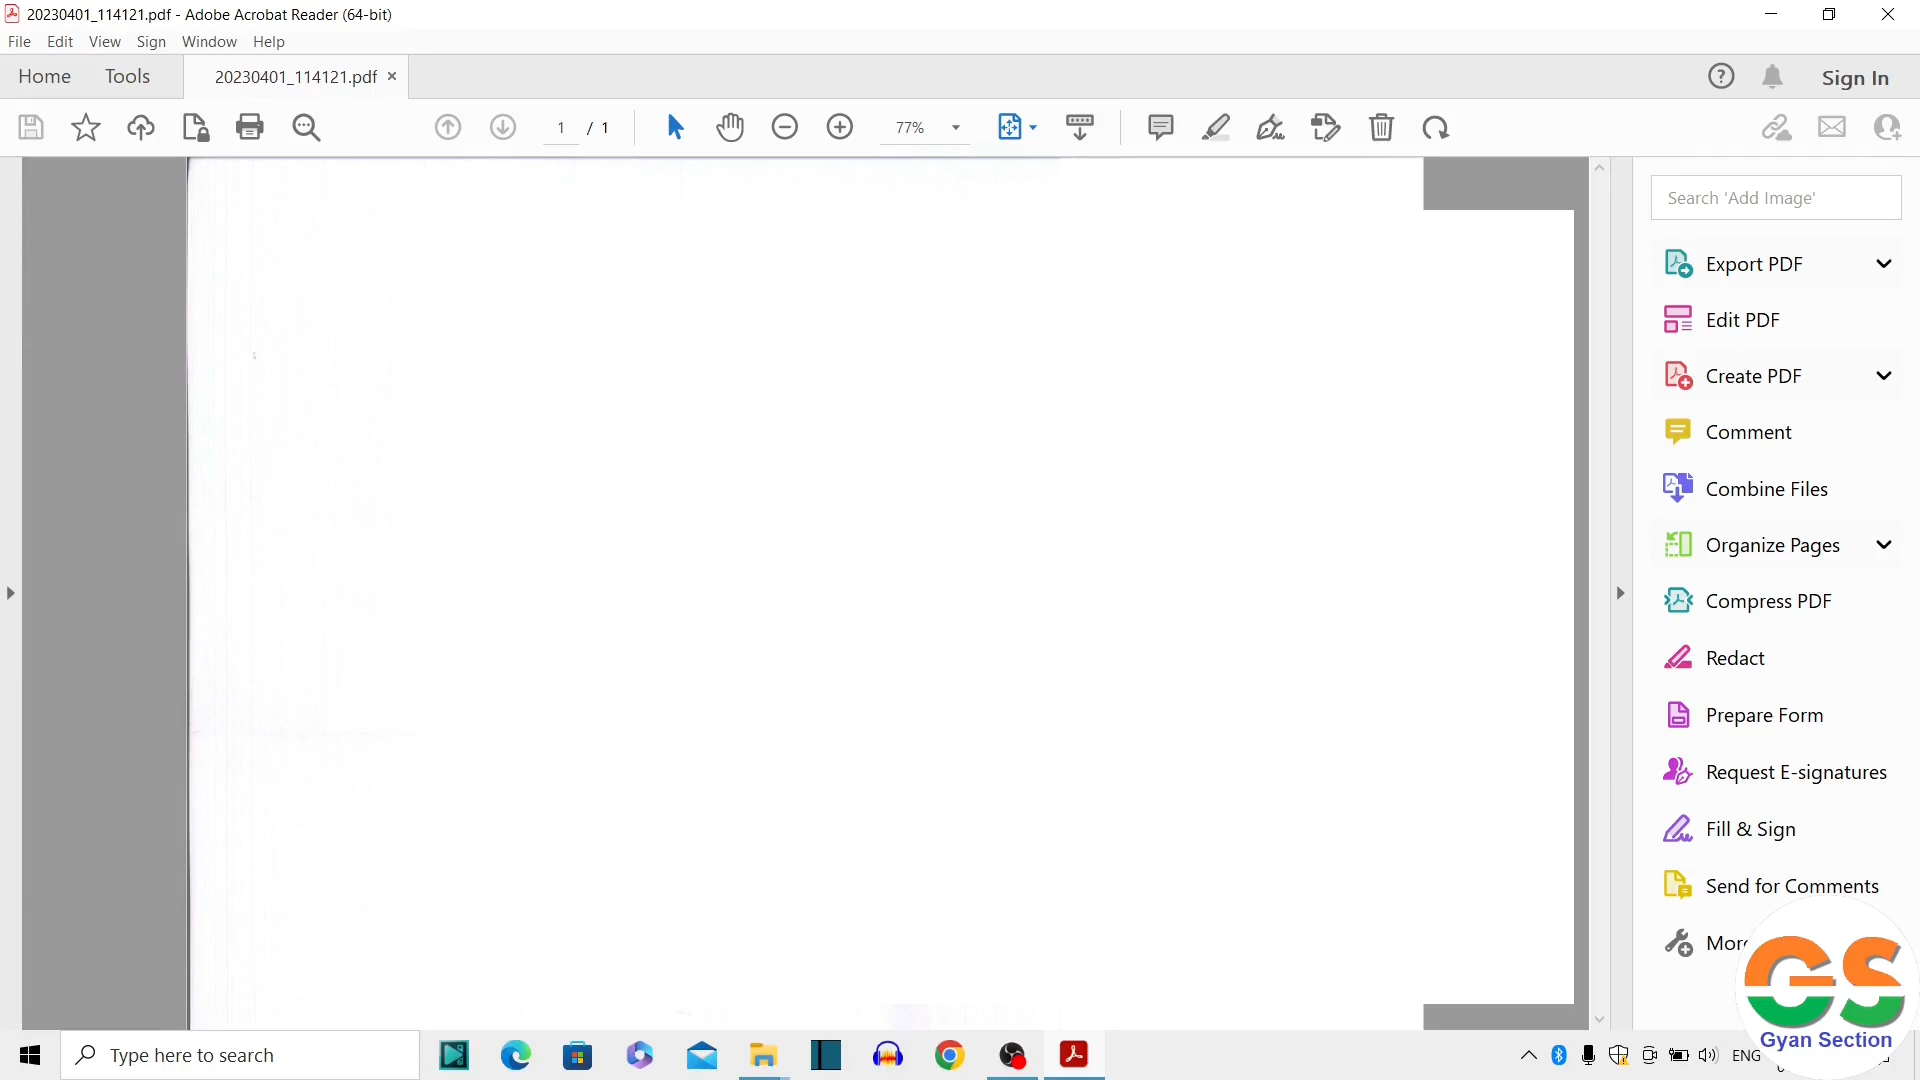 20230401_114121.pdf - Adobe Acrobat Reader (64-bit)
File Edit View Sign Window Help
Home Tools 20230401_114121.pdf × Sign In
1 / 1 77%
Search 'Add Image'
Export PDF
Edit PDF
Create PDF
Comment
Combine Files
Organize Pages
Compress PDF
Redact
Prepare Form
Request E-signatures
Fill & Sign
Send for Comments
More
GS
Gyan Section
Type here to search
ENG